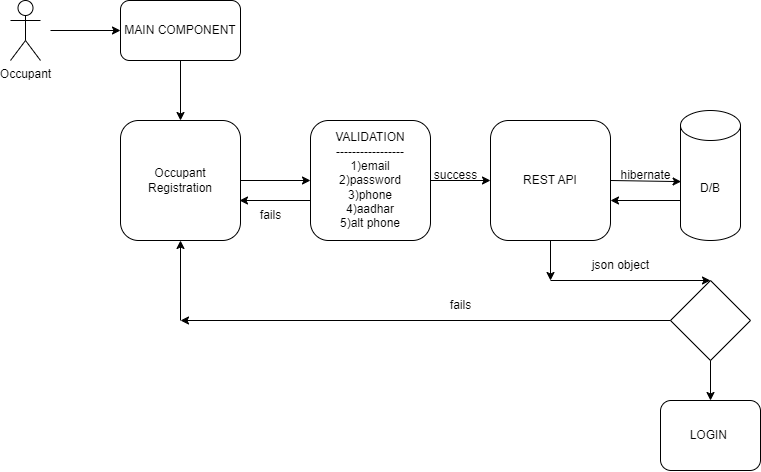 Occupant
MAIN COMPONENT
Occupant
Registration
fails
VALIDATION
-----------------
1)email
2)password
3)phone
4)aadhar
5)alt phone
success
REST API
hibernate
D/B
json object
fails
LOGIN